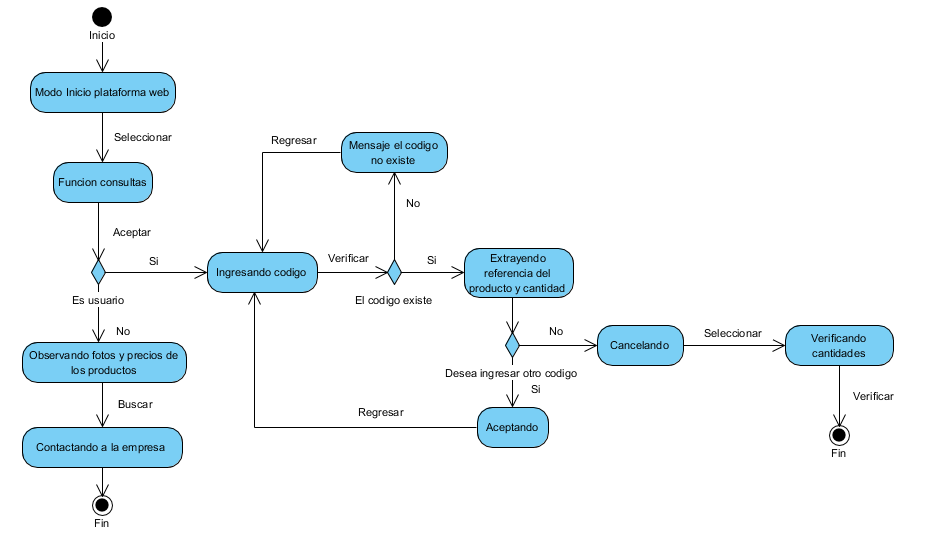 Inicio
Modo Inicio plataforma web
Seleccionar
Funcion consultas
Aceptar
Si
Es usuario
No
Observando fotos y precios de
los productos
Buscar
Contactando a la empresa
Fin
Ingresando codigo
Regresar
Mensaje el codigo
no existe
No
Verificar
El codigo existe
Si
Extrayendo
referencia del
producto y cantidad
Desea ingresar otro codigo
Si
Aceptando
Regresar
No
Cancelando
Seleccionar
Verificando
cantidades
Verificar
Fin